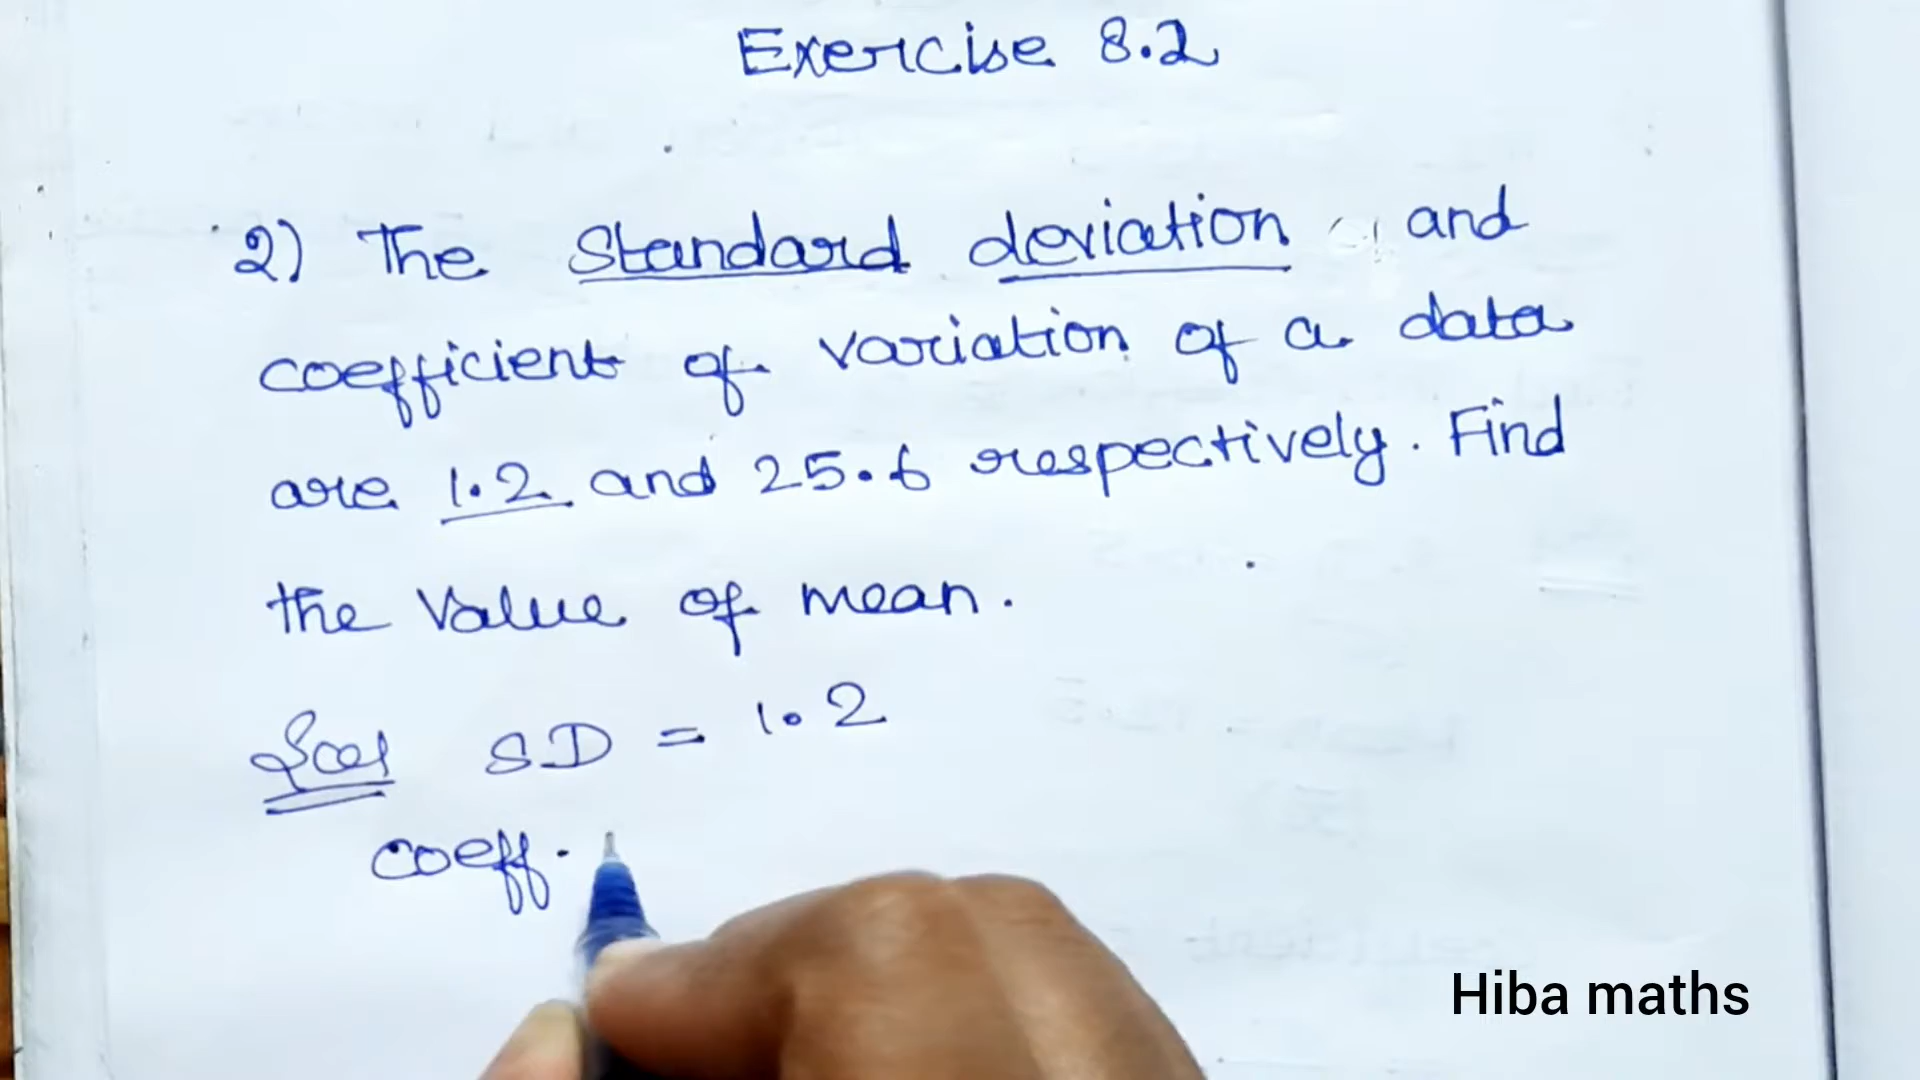 Exercise 8.2
2) The Standard deviation and
coefficient of variation of a data
are 1.2 and 25.6 respectively. Find
the Value of mean.
Sol SD = 1.2
coeff.
Hiba maths